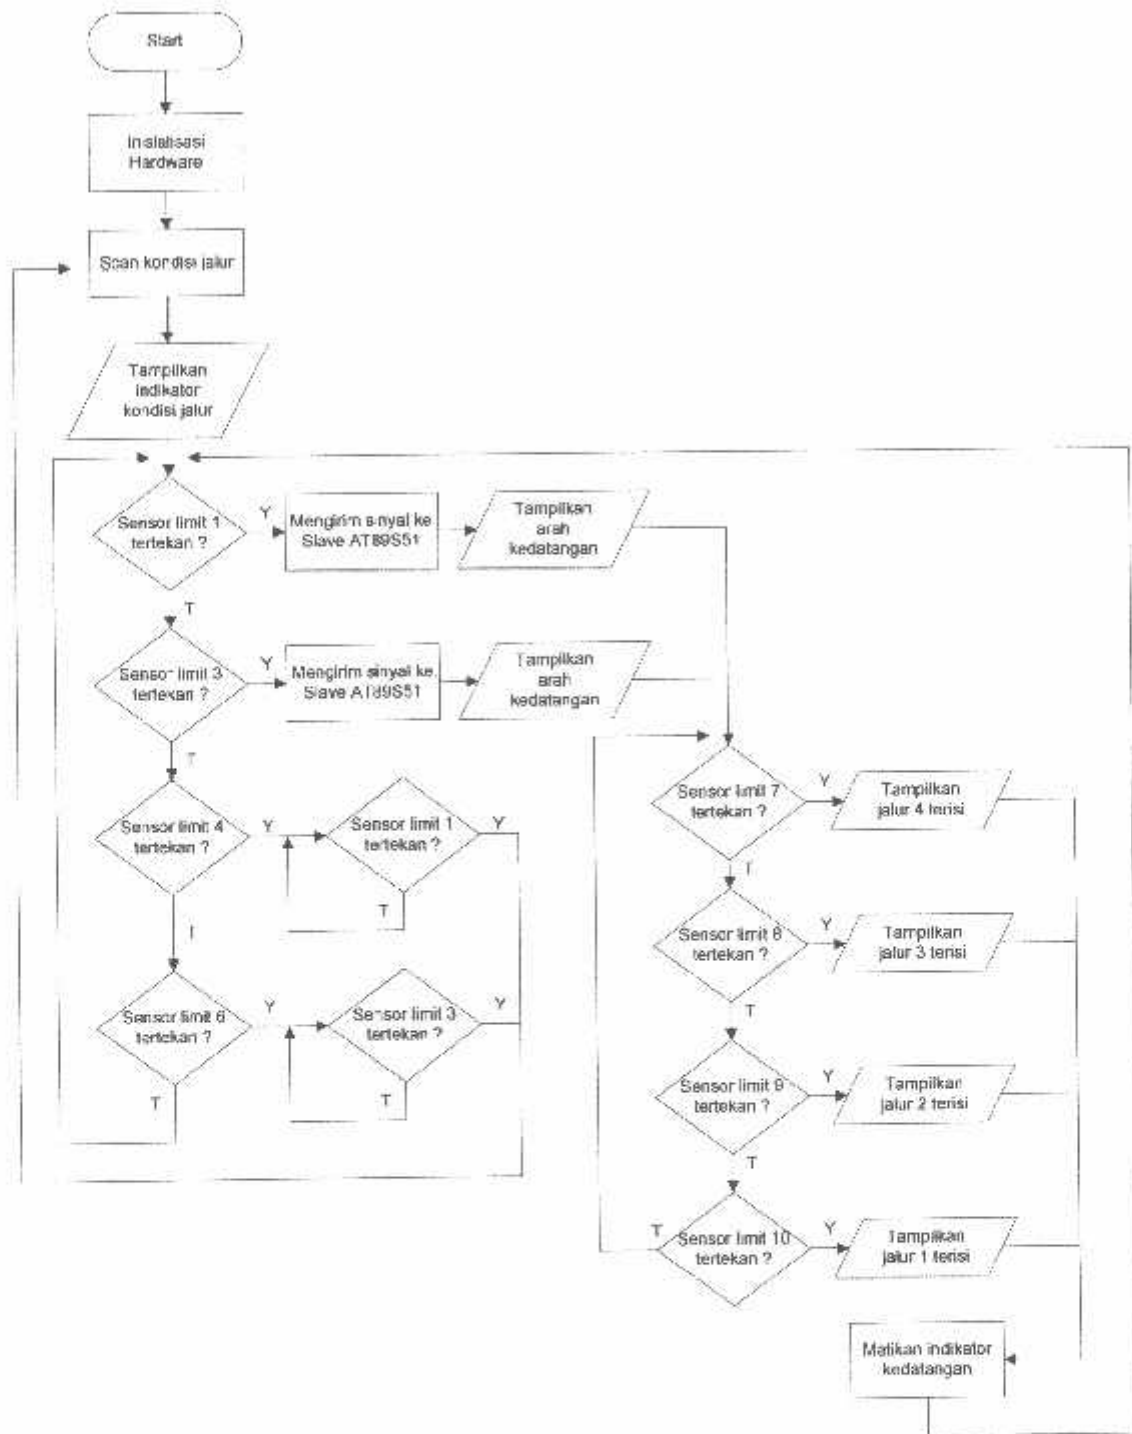 Start
Inisialisasi
Hardware
Scan kondisi jalur
Tampilkan
indikator
kondisi jalur
Sensor limit 1
tertekan ?
Y
Mengirim sinyal ke
Slave AT89S51
Tampilkan
arah
kedatangan
T
Sensor limit 3
tertekan ?
Y
Mengirim sinyal ke
Slave AT89S51
Tampilkan
arah
kedatangan
T
Sensor limit 4
tertekan ?
Y
Sensor limit 1
tertekan ?
Y
T
T
Sensor limit 6
tertekan ?
Y
Sensor limit 3
tertekan ?
Y
T
T
Sensor limit 7
tertekan ?
Y
Tampilkan
jalur 4 terisi
T
Sensor limit 8
tertekan ?
Y
Tampilkan
jalur 3 terisi
T
Sensor limit 9
tertekan ?
Y
Tampilkan
jalur 2 terisi
T
T
Sensor limit 10
tertekan ?
Y
Tampilkan
jalur 1 terisi
Matikan indikator
kedatangan